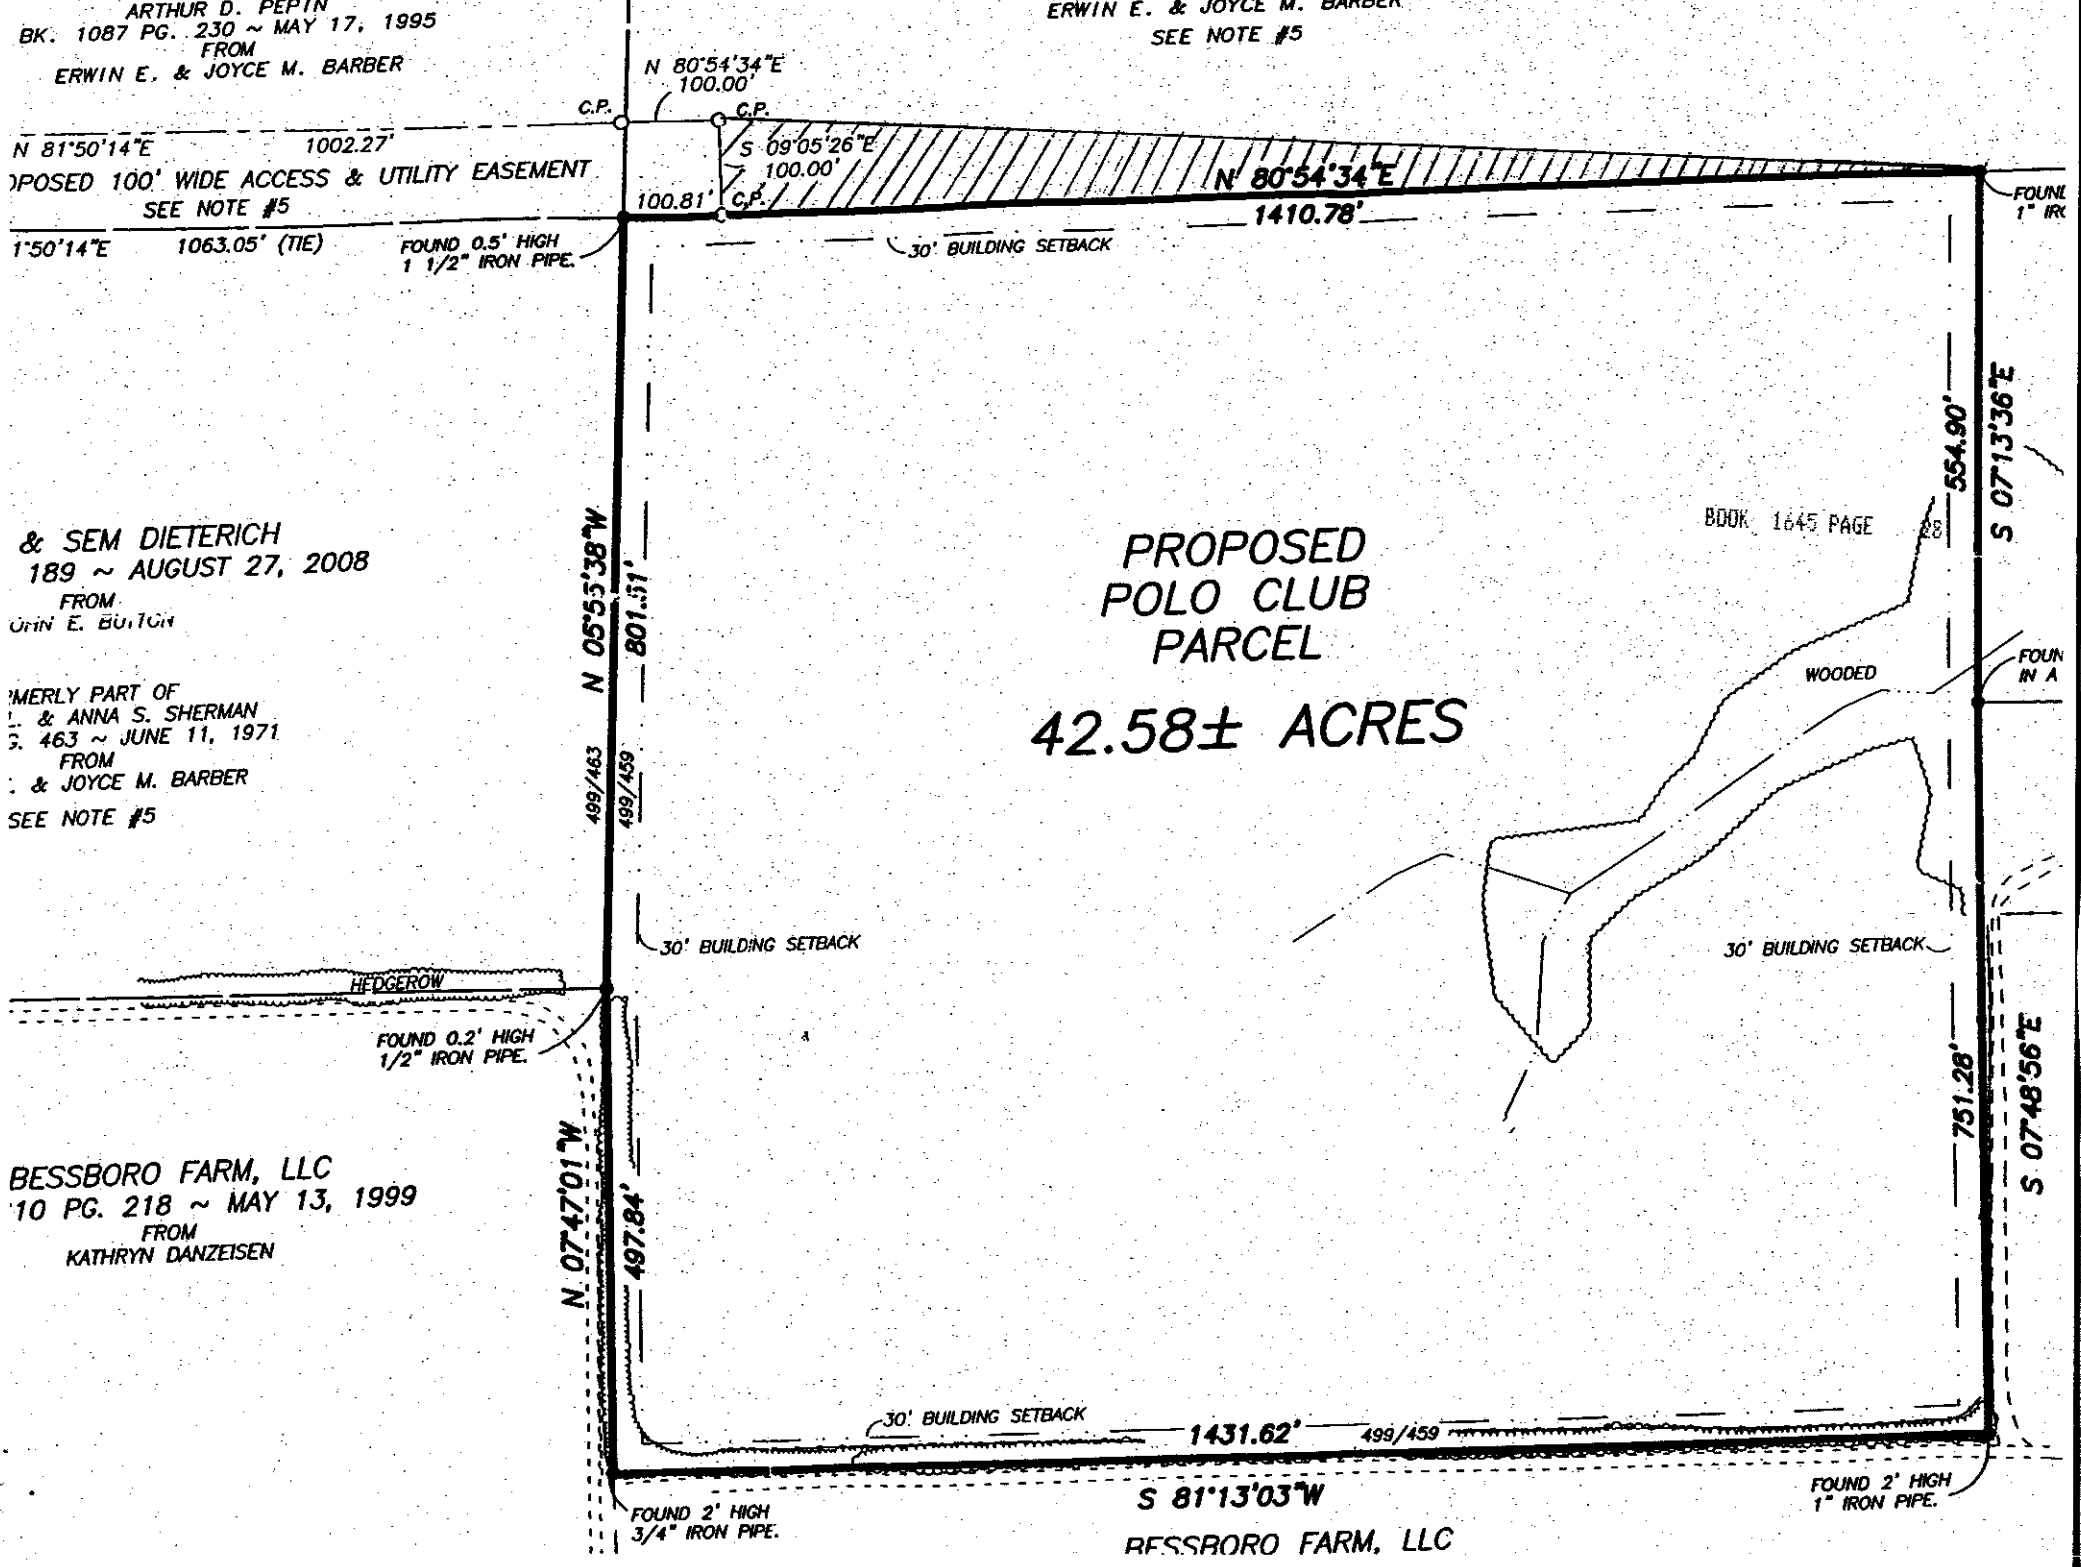 ARTHUR D. PEPIN
BK. 1087 PG. 230 ~ MAY 17, 1995
FROM
ERWIN E. & JOYCE M. BARBER
ERWIN E. & JOYCE M. BARBER
SEE NOTE #5
N 80°54'34"E
100.00'
C.P.
C.P.
N 81°50'14"E 1002.27'
OPOSED 100' WIDE ACCESS & UTILITY EASEMENT
SEE NOTE #5
S 09°05'26"E
100.00'
100.81'
C.P.
N 80°54'34"E
1410.78'
FOUND
1" IRO
1°50'14"E 1063.05' (TIE)
FOUND 0.5' HIGH
1 1/2" IRON PIPE.
30' BUILDING SETBACK
554.90'
S 07°13'36"E
N 05°55'38"W
801.51'
& SEM DIETERICH
189 ~ AUGUST 27, 2008
FROM
OHN E. BUTTON
BOOK 1645 PAGE 28
PROPOSED
POLO CLUB
PARCEL
42.58± ACRES
WOODED
FOUN
IN A
MERLY PART OF
L. & ANNA S. SHERMAN
G. 463 ~ JUNE 11, 1971
FROM
. & JOYCE M. BARBER
SEE NOTE #5
499/463
499/459
30' BUILDING SETBACK
30' BUILDING SETBACK
HEDGEROW
FOUND 0.2' HIGH
1/2" IRON PIPE.
751.28'
S 07°48'56"E
N 07°47'01"W
497.84'
BESSBORO FARM, LLC
10 PG. 218 ~ MAY 13, 1999
FROM
KATHRYN DANZEISEN
30' BUILDING SETBACK
1431.62'
499/459
S 81°13'03"W
FOUND 2' HIGH
3/4" IRON PIPE.
FOUND 2' HIGH
1" IRON PIPE.
BESSBORO FARM, LLC